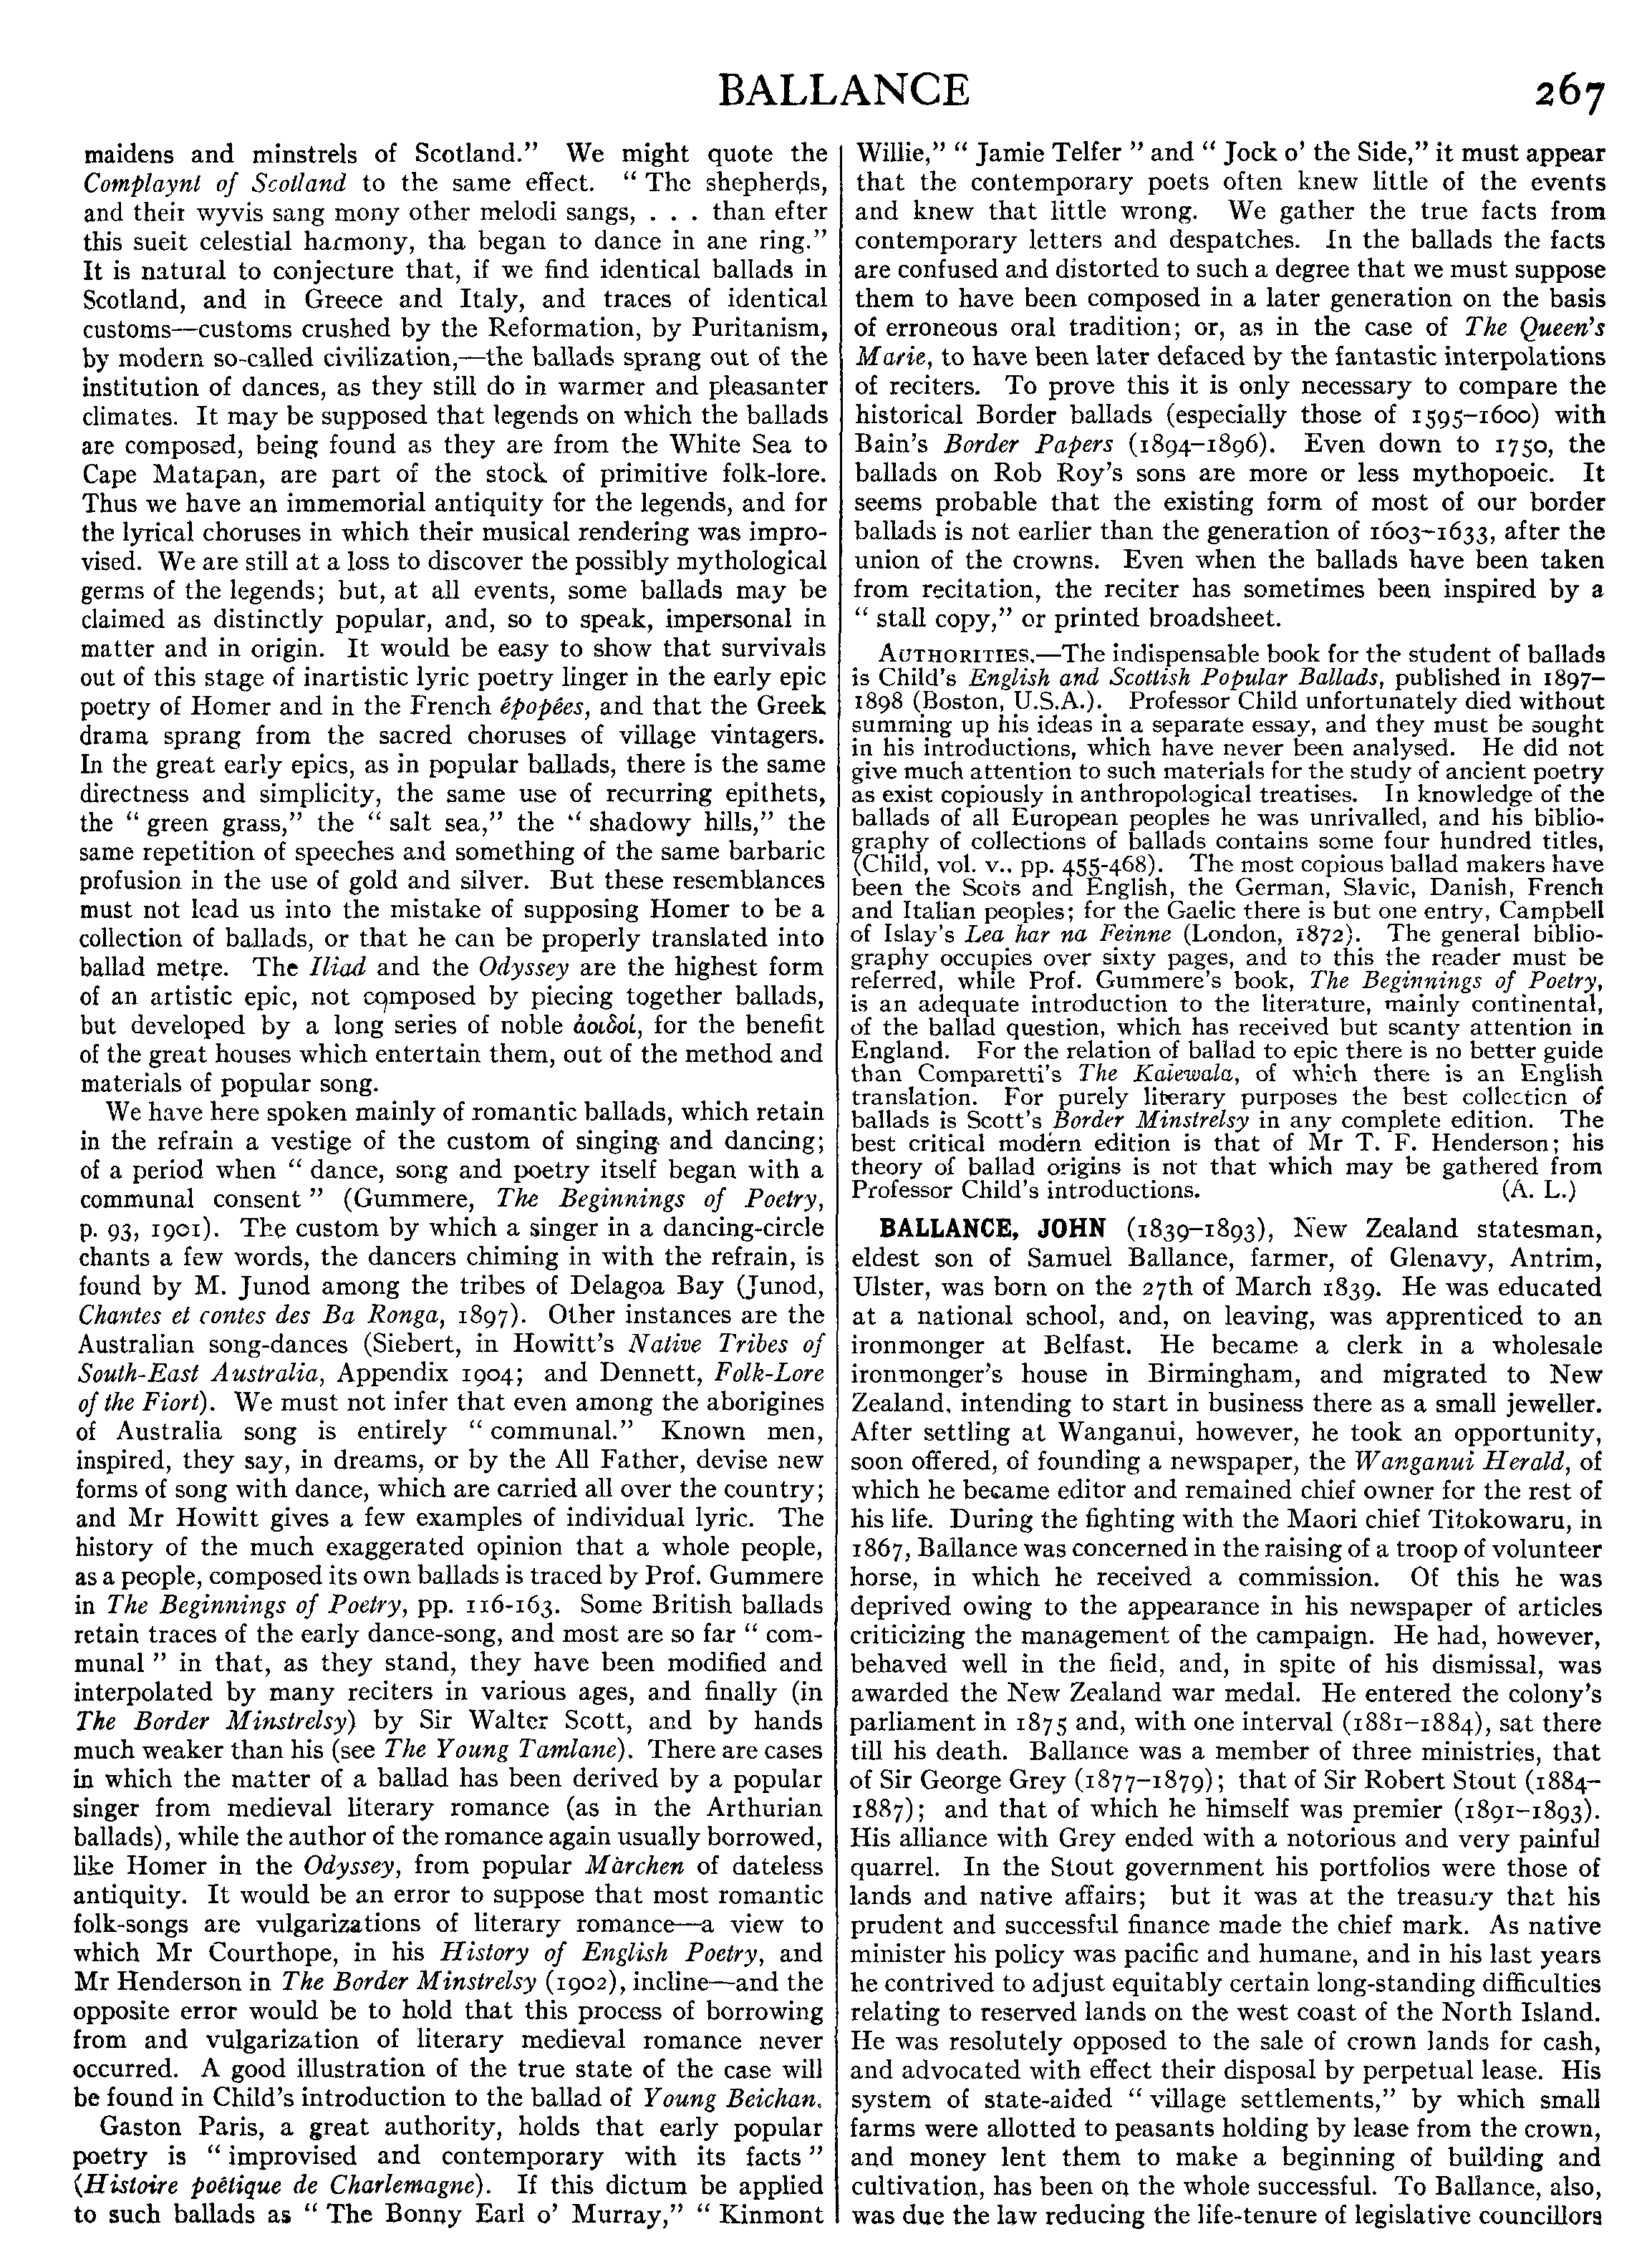 BALLANCE
267
maidens and minstrels of Scotland.” We might quote the
Complaynt of Scotland to the same effect. “ The shepherds,
and their wyvis sang mony other melodi sangs, . . . than efter
this sueit celestial harmony, tha began to dance in ane ring.”
It is natural to conjecture that, if we find identical ballads in
Scotland, and in Greece and Italy, and traces of identical
customs—customs crushed by the Reformation, by Puritanism,
by modern so-called civilization,—the ballads sprang out of the
institution of dances, as they still do in warmer and pleasanter
climates. It may be supposed that legends on which the ballads
are composed, being found as they are from the White Sea to
Cape Matapan, are part of the stock of primitive folk-lore.
Thus we have an immemorial antiquity for the legends, and for
the lyrical choruses in which their musical rendering was impro-
vised. We are still at a loss to discover the possibly mythological
germs of the legends; but, at all events, some ballads may be
claimed as distinctly popular, and, so to speak, impersonal in
matter and in origin. It would be easy to show that survivals
out of this stage of inartistic lyric poetry linger in the early epic
poetry of Homer and in the French épopées, and that the Greek
drama sprang from the sacred choruses of village vintagers.
In the great early epics, as in popular ballads, there is the same
directness and simplicity, the same use of recurring epithets,
the “ green grass,” the “ salt sea,” the “ shadowy hills,” the
same repetition of speeches and something of the same barbaric
profusion in the use of gold and silver. But these resemblances
must not lead us into the mistake of supposing Homer to be a
collection of ballads, or that he can be properly translated into
ballad metre. The Iliad and the Odyssey are the highest form
of an artistic epic, not composed by piecing together ballads,
but developed by a long series of noble ἀοιδοί, for the benefit
of the great houses which entertain them, out of the method and
materials of popular song.
We have here spoken mainly of romantic ballads, which retain
in the refrain a vestige of the custom of singing and dancing;
of a period when “ dance, song and poetry itself began with a
communal consent ” (Gummere, The Beginnings of Poetry,
p. 93, 1901). The custom by which a singer in a dancing-circle
chants a few words, the dancers chiming in with the refrain, is
found by M. Junod among the tribes of Delagoa Bay (Junod,
Chantes et contes des Ba Ronga, 1897). Other instances are the
Australian song-dances (Siebert, in Howitt’s Native Tribes of
South-East Australia, Appendix 1904; and Dennett, Folk-Lore
of the Fiort). We must not infer that even among the aborigines
of Australia song is entirely “ communal.” Known men,
inspired, they say, in dreams, or by the All Father, devise new
forms of song with dance, which are carried all over the country;
and Mr Howitt gives a few examples of individual lyric. The
history of the much exaggerated opinion that a whole people,
as a people, composed its own ballads is traced by Prof. Gummere
in The Beginnings of Poetry, pp. 116-163. Some British ballads
retain traces of the early dance-song, and most are so far “ com-
munal ” in that, as they stand, they have been modified and
interpolated by many reciters in various ages, and finally (in
The Border Minstrelsy) by Sir Walter Scott, and by hands
much weaker than his (see The Young Tamlane). There are cases
in which the matter of a ballad has been derived by a popular
singer from medieval literary romance (as in the Arthurian
ballads), while the author of the romance again usually borrowed,
like Homer in the Odyssey, from popular Märchen of dateless
antiquity. It would be an error to suppose that most romantic
folk-songs are vulgarizations of literary romance—a view to
which Mr Courthope, in his History of English Poetry, and
Mr Henderson in The Border Minstrelsy (1902), incline—and the
opposite error would be to hold that this process of borrowing
from and vulgarization of literary medieval romance never
occurred. A good illustration of the true state of the case will
be found in Child’s introduction to the ballad of Young Beichan.
Gaston Paris, a great authority, holds that early popular
poetry is “ improvised and contemporary with its facts ”
(Histoire poétique de Charlemagne). If this dictum be applied
to such ballads as “ The Bonny Earl o’ Murray,” “ Kinmont
Willie,” “ Jamie Telfer ” and “ Jock o’ the Side,” it must appear
that the contemporary poets often knew little of the events
and knew that little wrong. We gather the true facts from
contemporary letters and despatches. In the ballads the facts
are confused and distorted to such a degree that we must suppose
them to have been composed in a later generation on the basis
of erroneous oral tradition; or, as in the case of The Queen’s
Marie, to have been later defaced by the fantastic interpolations
of reciters. To prove this it is only necessary to compare the
historical Border ballads (especially those of 1595–1600) with
Bain’s Border Papers (1894–1896). Even down to 1750, the
ballads on Rob Roy’s sons are more or less mythopoeic. It
seems probable that the existing form of most of our border
ballads is not earlier than the generation of 1603–1633, after the
union of the crowns. Even when the ballads have been taken
from recitation, the reciter has sometimes been inspired by a
“ stall copy,” or printed broadsheet.
AUTHORITIES.—The indispensable book for the student of ballads
is Child’s English and Scottish Popular Ballads, published in 1897–
1898 (Boston, U.S.A.). Professor Child unfortunately died without
summing up his ideas in a separate essay, and they must be sought
in his introductions, which have never been analysed. He did not
give much attention to such materials for the study of ancient poetry
as exist copiously in anthropological treatises. In knowledge of the
ballads of all European peoples he was unrivalled, and his biblio-
graphy of collections of ballads contains some four hundred titles,
(Child, vol. v., pp. 455-468). The most copious ballad makers have
been the Scots and English, the German, Slavic, Danish, French
and Italian peoples; for the Gaelic there is but one entry, Campbell
of Islay’s Lea har na Feinne (London, 1872). The general biblio-
graphy occupies over sixty pages, and to this the reader must be
referred, while Prof. Gummere’s book, The Beginnings of Poetry,
is an adequate introduction to the literature, mainly continental,
of the ballad question, which has received but scanty attention in
England. For the relation of ballad to epic there is no better guide
than Comparetti’s The Kalewala, of which there is an English
translation. For purely literary purposes the best collection of
ballads is Scott’s Border Minstrelsy in any complete edition. The
best critical modern edition is that of Mr T. F. Henderson; his
theory of ballad origins is not that which may be gathered from
Professor Child’s introductions. (A. L.)
BALLANCE, JOHN (1839–1893), New Zealand statesman,
eldest son of Samuel Ballance, farmer, of Glenavy, Antrim,
Ulster, was born on the 27th of March 1839. He was educated
at a national school, and, on leaving, was apprenticed to an
ironmonger at Belfast. He became a clerk in a wholesale
ironmonger’s house in Birmingham, and migrated to New
Zealand, intending to start in business there as a small jeweller.
After settling at Wanganui, however, he took an opportunity,
soon offered, of founding a newspaper, the Wanganui Herald, of
which he became editor and remained chief owner for the rest of
his life. During the fighting with the Maori chief Titokowaru, in
1867, Ballance was concerned in the raising of a troop of volunteer
horse, in which he received a commission. Of this he was
deprived owing to the appearance in his newspaper of articles
criticizing the management of the campaign. He had, however,
behaved well in the field, and, in spite of his dismissal, was
awarded the New Zealand war medal. He entered the colony’s
parliament in 1875 and, with one interval (1881–1884), sat there
till his death. Ballance was a member of three ministries, that
of Sir George Grey (1877–1879); that of Sir Robert Stout (1884–
1887); and that of which he himself was premier (1891–1893).
His alliance with Grey ended with a notorious and very painful
quarrel. In the Stout government his portfolios were those of
lands and native affairs; but it was at the treasury that his
prudent and successful finance made the chief mark. As native
minister his policy was pacific and humane, and in his last years
he contrived to adjust equitably certain long-standing difficulties
relating to reserved lands on the west coast of the North Island.
He was resolutely opposed to the sale of crown lands for cash,
and advocated with effect their disposal by perpetual lease. His
system of state-aided “ village settlements,” by which small
farms were allotted to peasants holding by lease from the crown,
and money lent them to make a beginning of building and
cultivation, has been on the whole successful. To Ballance, also,
was due the law reducing the life-tenure of legislative councillors